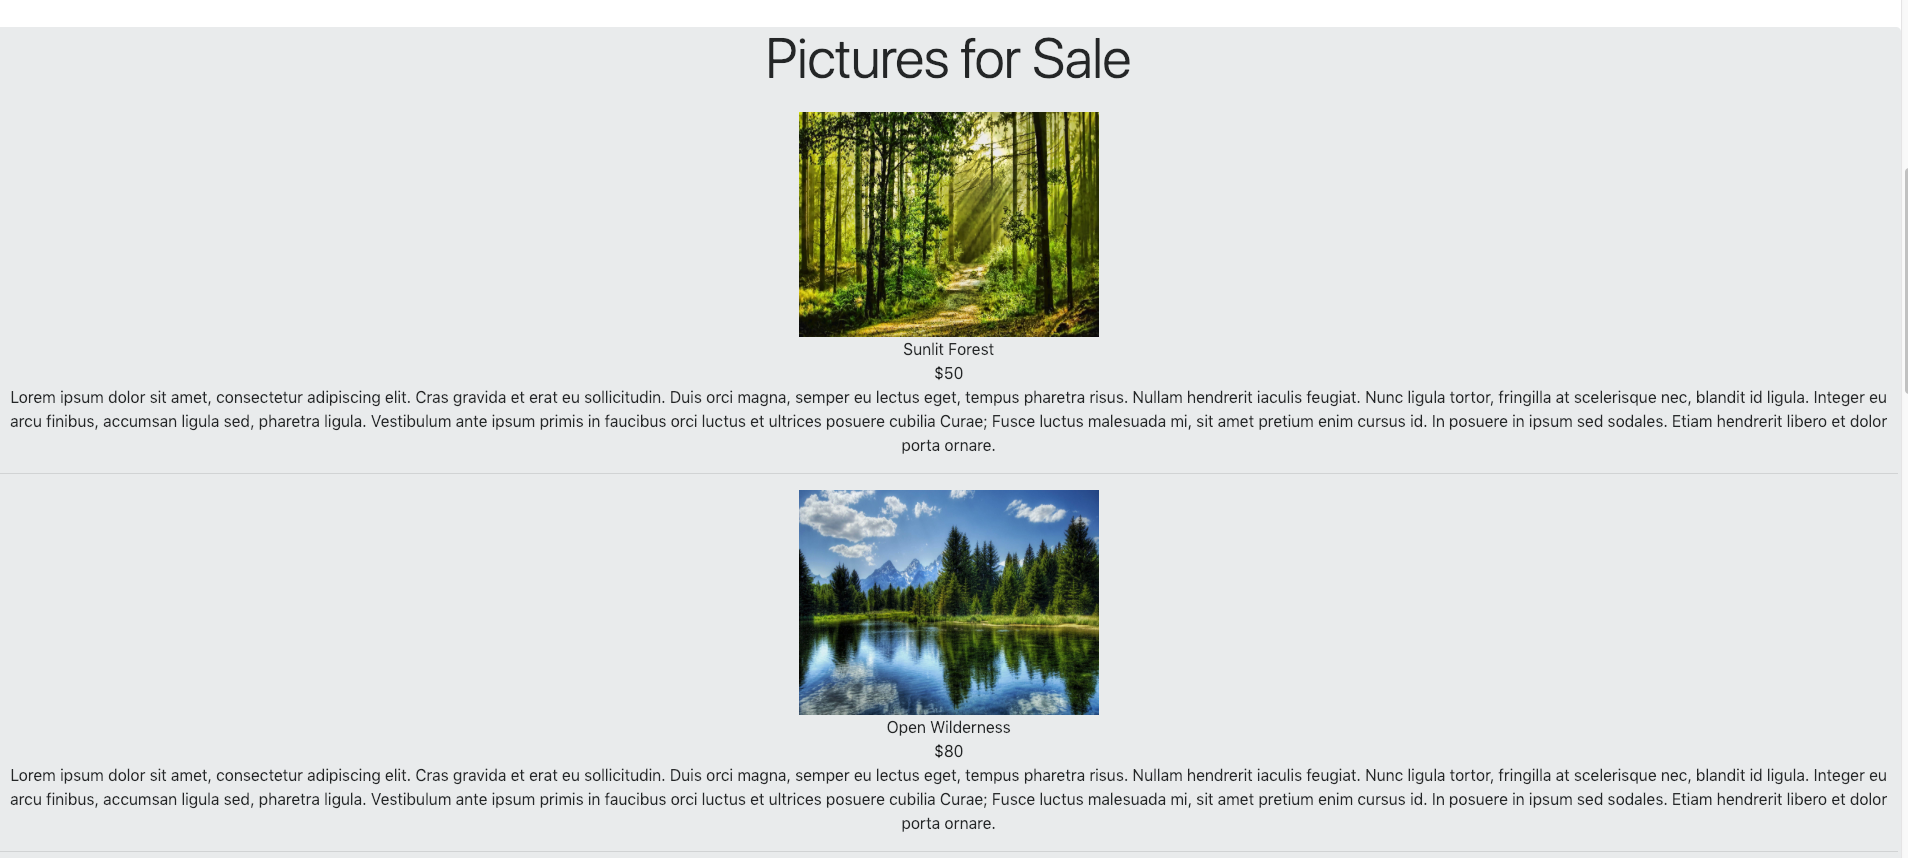 Pictures for Sale
Sunlit Forest
$50
Lorem ipsum dolor sit amet, consectetur adipiscing elit. Cras gravida et erat eu sollicitudin. Duis orci magna, semper eu lectus eget, tempus pharetra risus. Nullam hendrerit iaculis feugiat. Nunc ligula tortor, fringilla at scelerisque nec, blandit id ligula. Integer eu
arcu finibus, accumsan ligula sed, pharetra ligula. Vestibulum ante ipsum primis in faucibus orci luctus et ultrices posuere cubilia Curae; Fusce luctus malesuada mi, sit amet pretium enim cursus id. In posuere in ipsum sed sodales. Etiam hendrerit libero et dolor
porta ornare.
Open Wilderness
$80
Lorem ipsum dolor sit amet, consectetur adipiscing elit. Cras gravida et erat eu sollicitudin. Duis orci magna, semper eu lectus eget, tempus pharetra risus. Nullam hendrerit iaculis feugiat. Nunc ligula tortor, fringilla at scelerisque nec, blandit id ligula. Integer eu
arcu finibus, accumsan ligula sed, pharetra ligula. Vestibulum ante ipsum primis in faucibus orci luctus et ultrices posuere cubilia Curae; Fusce luctus malesuada mi, sit amet pretium enim cursus id. In posuere in ipsum sed sodales. Etiam hendrerit libero et dolor
porta ornare.